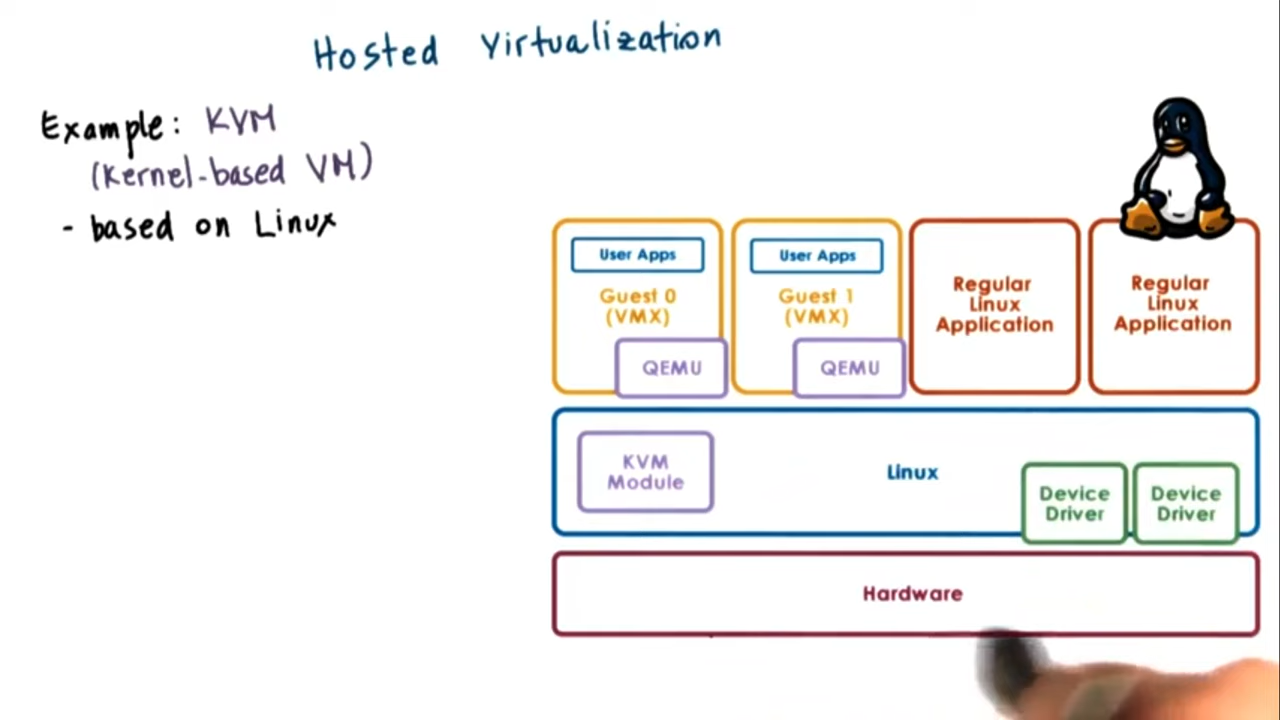 Hosted Virtualization
Example: KVM
(Kernel-based VM)
- based on Linux
User Apps
Guest 0
(VMX)
QEMU
User Apps
Guest 1
(VMX)
QEMU
Regular
Linux
Application
Regular
Linux
Application
KVM
Module
Linux
Device
Driver
Device
Driver
Hardware